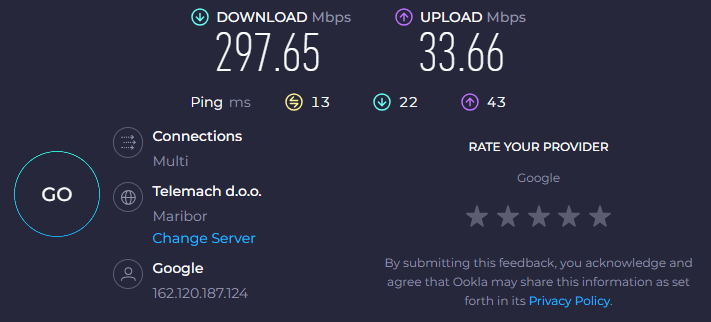 DOWNLOAD Mbps
297.65
UPLOAD Mbps
33.66
Ping ms 13 22 43
Connections
Multi
GO
Telemach d.o.o.
Maribor
Change Server
Google
162.120.187.124
RATE YOUR PROVIDER
Google
By submitting this feedback, you acknowledge and
agree that Ookla may share this information as set
forth in its Privacy Policy.